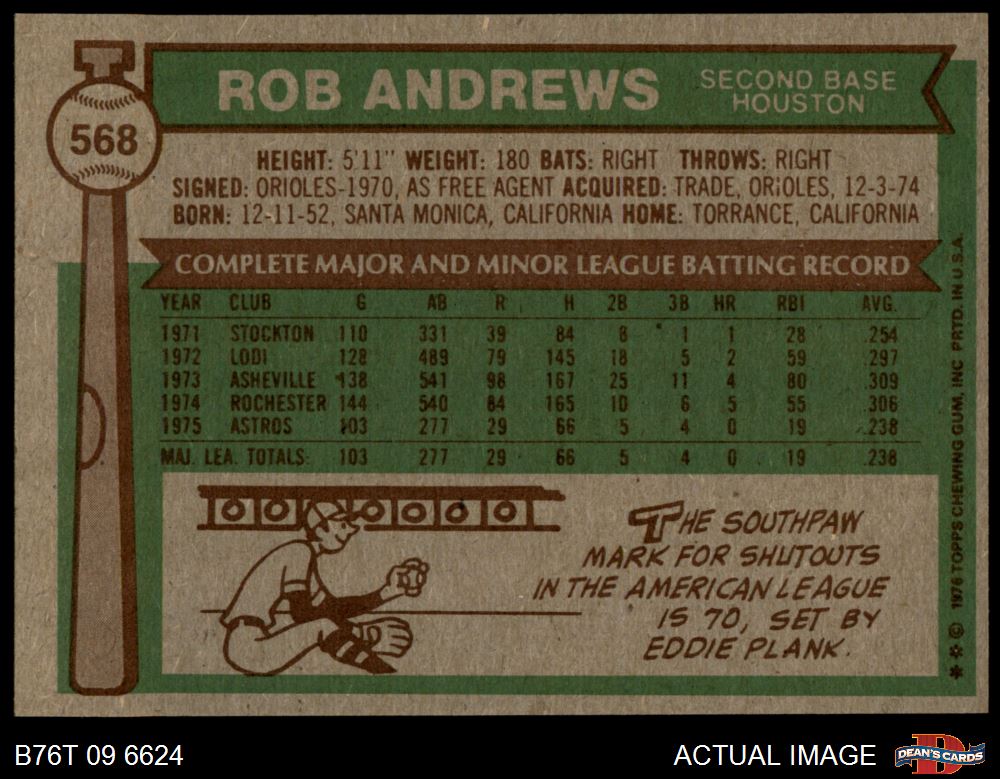 568
ROB ANDREWS
SECOND BASE
HOUSTON
HEIGHT: 5'11" WEIGHT: 180 BATS: RIGHT THROWS: RIGHT
SIGNED: ORIOLES-1970, AS FREE AGENT ACQUIRED: TRADE, ORIOLES, 12-3-74
BORN: 12-11-52, SANTA MONICA, CALIFORNIA HOME: TORRANCE, CALIFORNIA
COMPLETE MAJOR AND MINOR LEAGUE BATTING RECORD
YEAR CLUB G AB R H 2B 3B HR RBI AVG.
1971 STOCKTON 110 331 39 84 8 1 1 28 .254
1972 LODI 128 489 79 145 18 5 2 59 .297
1973 ASHEVILLE 138 541 98 167 25 11 4 80 .309
1974 ROCHESTER 144 540 84 165 10 6 5 55 .306
1975 ASTROS 103 277 29 66 5 4 0 19 .238
MAJ. LEA. TOTALS: 103 277 29 66 5 4 0 19 .238
0 0 0 0 0 0
THE SOUTHPAW
MARK FOR SHUTOUTS
IN THE AMERICAN LEAGUE
IS 70, SET BY
EDDIE PLANK.
* * © 1976 TOPPS CHEWING GUM, INC PRTD. IN U.S.A.
B76T 09 6624
ACTUAL IMAGE
DEAN'S CARDS